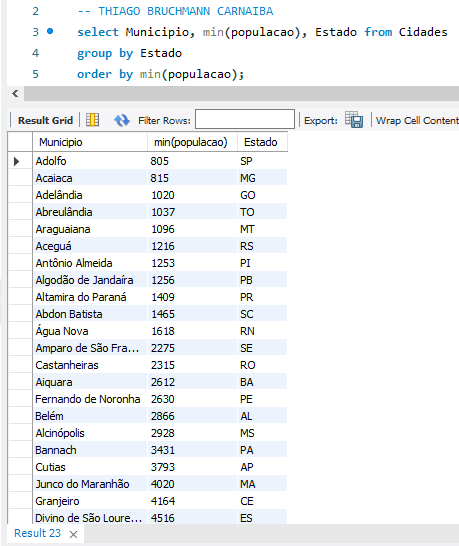 2 -- THIAGO BRUCHMANN CARNAIBA
3 select Municipio, min(populacao), Estado from Cidades
4 group by Estado
5 order by min(populacao);
Result Grid Filter Rows: Export: Wrap Cell Content
Municipio min(populacao) Estado
Adolfo 805 SP
Acaiaca 815 MG
Adelândia 1020 GO
Abreulândia 1037 TO
Araguaiana 1096 MT
Aceguá 1216 RS
Antônio Almeida 1253 PI
Algodão de Jandaíra 1256 PB
Altamira do Paraná 1409 PR
Abdon Batista 1465 SC
Água Nova 1618 RN
Amparo de São Fra... 2275 SE
Castanheiras 2315 RO
Aiquara 2612 BA
Fernando de Noronha 2630 PE
Belém 2866 AL
Alcinópolis 2928 MS
Bannach 3431 PA
Cutias 3793 AP
Junco do Maranhão 4020 MA
Granjeiro 4164 CE
Divino de São Loure... 4516 ES
Result 23